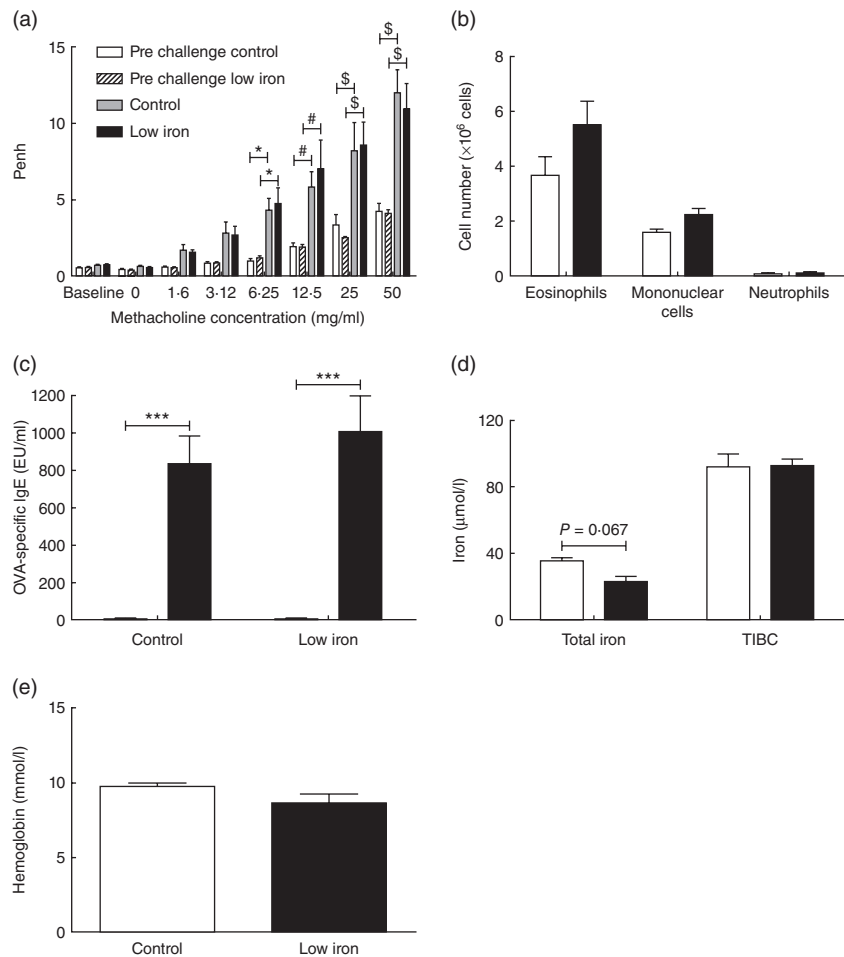 (a)
Pre challenge control
Pre challenge low iron
Control
Low iron
15
10
5
0
Penh
$
$
$
$
#
#
*
*
Baseline 0 1·6 3·12 6·25 12·5 25 50
Methacholine concentration (mg/ml)
(b)
8
6
4
2
0
Cell number (×10⁶ cells)
Eosinophils Mononuclear cells Neutrophils
(c)
1200
1000
800
600
400
200
0
OVA-specific IgE (EU/ml)
***
***
Control Low iron
(d)
120
80
40
0
Iron (μmol/l)
P = 0·067
Total iron TIBC
(e)
15
10
5
0
Hemoglobin (mmol/l)
Control Low iron